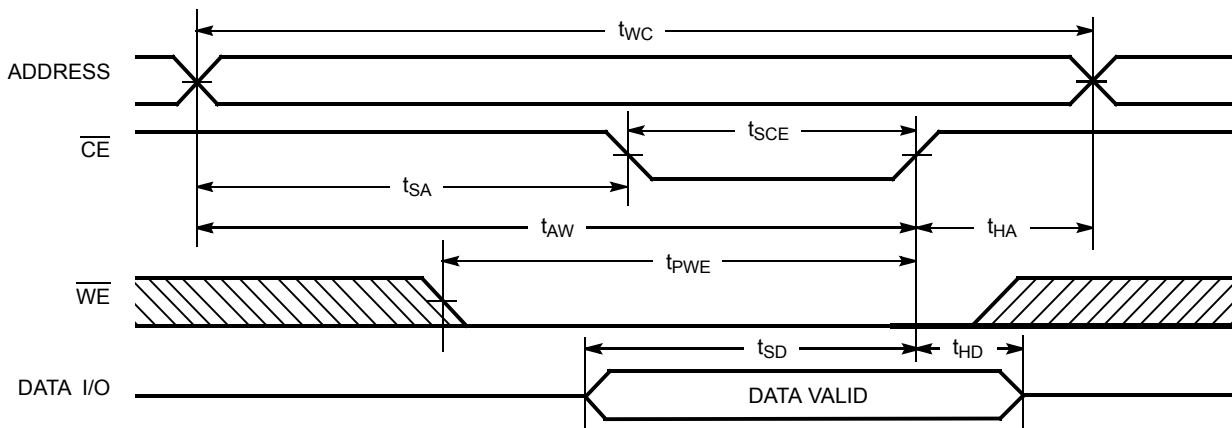 tWC
ADDRESS
CE
tSCE
tSA
tAW
tHA
tPWE
WE
tSD
tHD
DATA I/O
DATA VALID